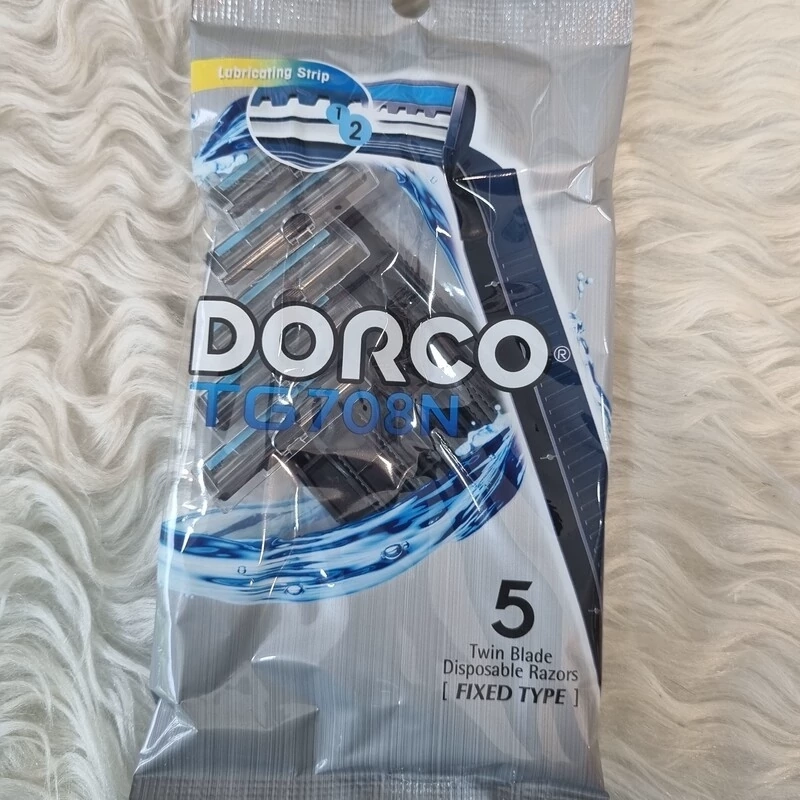 Lubricating Strip
1
2
DORCO®
TG708N
5
Twin Blade
Disposable Razors
[ FIXED TYPE ]